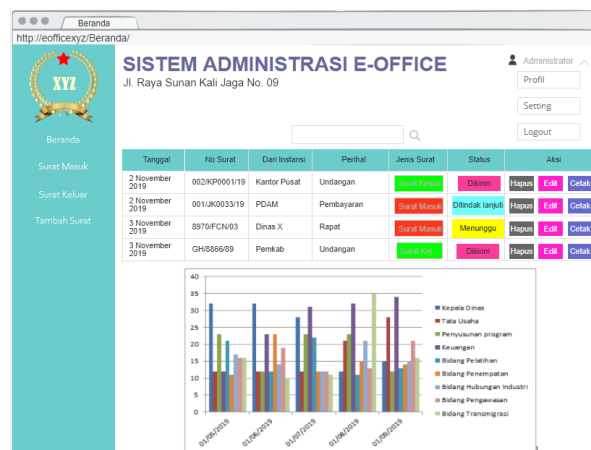 Beranda
http://eofficexyz/Beranda/
XYZ
SISTEM ADMINISTRASI E-OFFICE
Jl. Raya Sunan Kali Jaga No. 09
Administrator
Profil
Setting
Logout
Beranda
Surat Masuk
Surat Keluar
Tambah Surat
Tanggal No Surat Dari Instansi Perihal Jenis Surat Status Aksi
2 November 2019 002/KP0001/19 Kantor Pusat Undangan Surat Keluar Dikirim Hapus Edit Cetak
2 November 2019 001/JK0033/19 PDAM Pembayaran Surat Masuk Ditindak lanjuti Hapus Edit Cetak
3 November 2019 8970/FCN/03 Dinas X Rapat Surat Masuk Menunggu Hapus Edit Cetak
3 November 2019 GH/8866/89 Pemkab Undangan Surat Kel Dikirim Hapus Edit Cetak
40
35
30
25
20
15
10
5
0
01/05/2019 01/06/2019 01/07/2019 01/08/2019 01/09/2019
Kepala Dinas
Tata Usaha
Penyusunan program
Keuangan
Bidang Pelatihan
Bidang Penempatan
Bidang Hubungan Industri
Bidang Pengawasan
Bidang Transmigrasi